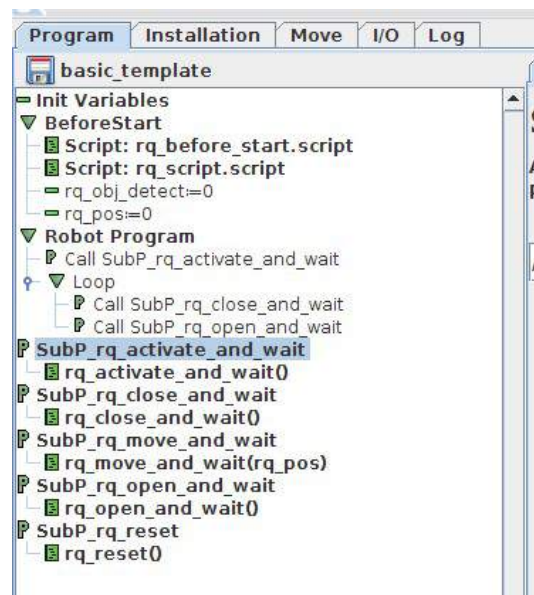 Program Installation Move I/O Log
basic_template
Init Variables
BeforeStart
Script: rq_before_start.script
Script: rq_script.script
rq_obj_detect≔0
rq_pos≔0
Robot Program
Call SubP_rq_activate_and_wait
Loop
Call SubP_rq_close_and_wait
Call SubP_rq_open_and_wait
SubP_rq_activate_and_wait
rq_activate_and_wait()
SubP_rq_close_and_wait
rq_close_and_wait()
SubP_rq_move_and_wait
rq_move_and_wait(rq_pos)
SubP_rq_open_and_wait
rq_open_and_wait()
SubP_rq_reset
rq_reset()